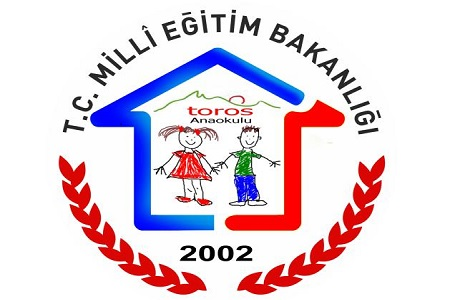 T.C. MİLLÎ EĞİTİM BAKANLIĞI
toros
Anaokulu
2002